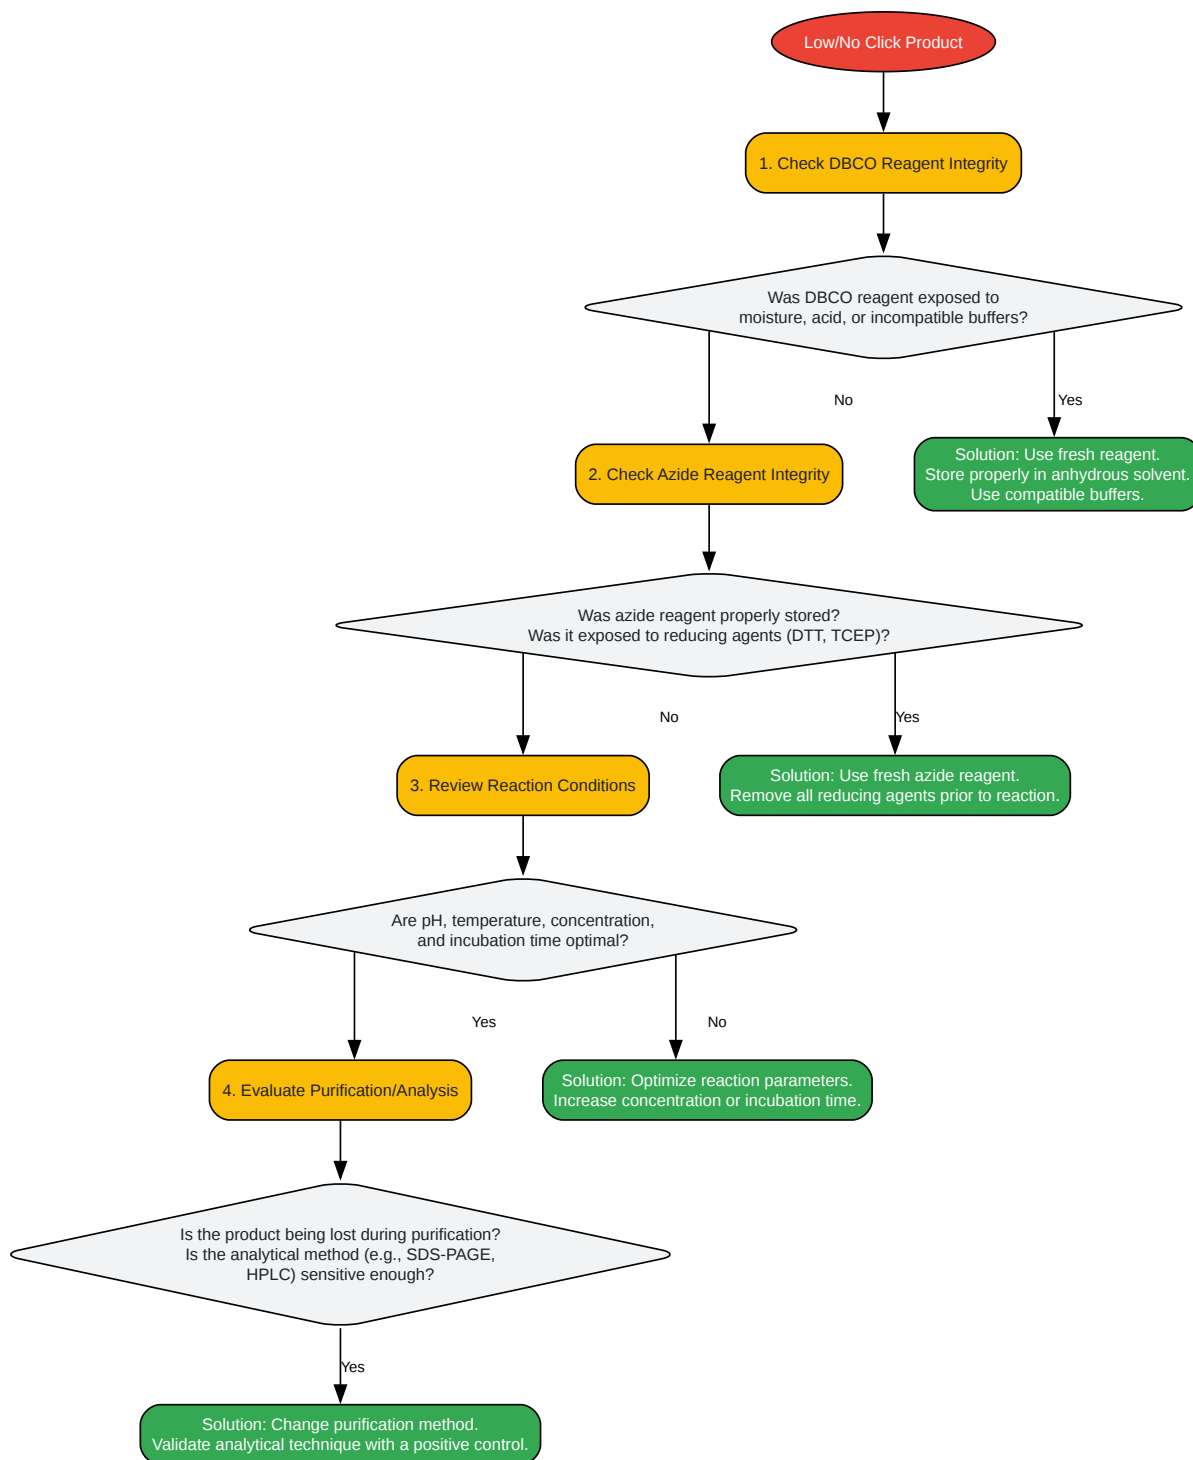 Low/No Click Product
1. Check DBCO Reagent Integrity
Was DBCO reagent exposed to
moisture, acid, or incompatible buffers?
No
Yes
2. Check Azide Reagent Integrity
Solution: Use fresh reagent.
Store properly in anhydrous solvent.
Use compatible buffers.
Was azide reagent properly stored?
Was it exposed to reducing agents (DTT, TCEP)?
No
Yes
3. Review Reaction Conditions
Solution: Use fresh azide reagent.
Remove all reducing agents prior to reaction.
Are pH, temperature, concentration,
and incubation time optimal?
Yes
No
4. Evaluate Purification/Analysis
Solution: Optimize reaction parameters.
Increase concentration or incubation time.
Is the product being lost during purification?
Is the analytical method (e.g., SDS-PAGE,
HPLC) sensitive enough?
Yes
Solution: Change purification method.
Validate analytical technique with a positive control.